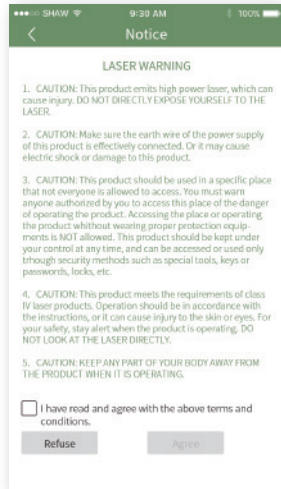 SHAW 9:30 AM 100%
Notice
LASER WARNING
1. CAUTION: This product emits high power laser, which can
cause injury. DO NOT DIRECTLY EXPOSE YOURSELF TO THE
LASER.
2. CAUTION: Make sure the earth wire of the power supply
of this product is effectively connected. Or it may cause
electric shock or damage to this product.
3. CAUTION: This product should be used in a specific place
that not everyone is allowed to access. You must warn
anyone authorized by you to access this place of the danger
of operating the product. Accessing the place or operating
the product whithout wearing proper protection equip-
ments is NOT allowed. This product should be kept under
your control at any time, and can be accessed or used only
trhough security methods such as special tools, keys or
passwords, locks, etc.
4. CAUTION: This product meets the requirements of class
IV laser products. Operation should be in accordance with
the instructions, or it can cause injury to the skin or eyes. For
your safety, stay alert when the product is operating. DO
NOT LOOK AT THE LASER DIRECTLY.
5. CAUTION: KEEP ANY PART OF YOUR BODY AWAY FROM
THE PRODUCT WHEN IT IS OPERATING.
I have read and agree with the above terms and
conditions.
Refuse Agree